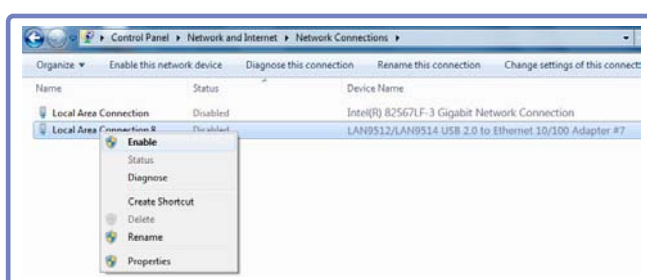 Control Panel ▸ Network and Internet ▸ Network Connections ▸
Organize ▾ Enable this network device Diagnose this connection Rename this connection Change settings of this connect
Name Status Device Name
Local Area Connection Disabled Intel(R) 82567LF-3 Gigabit Network Connection
Local Area Connection 8 Disabled LAN9512/LAN9514 USB 2.0 to Ethernet 10/100 Adapter #7
Enable
Status
Diagnose
Create Shortcut
Delete
Rename
Properties